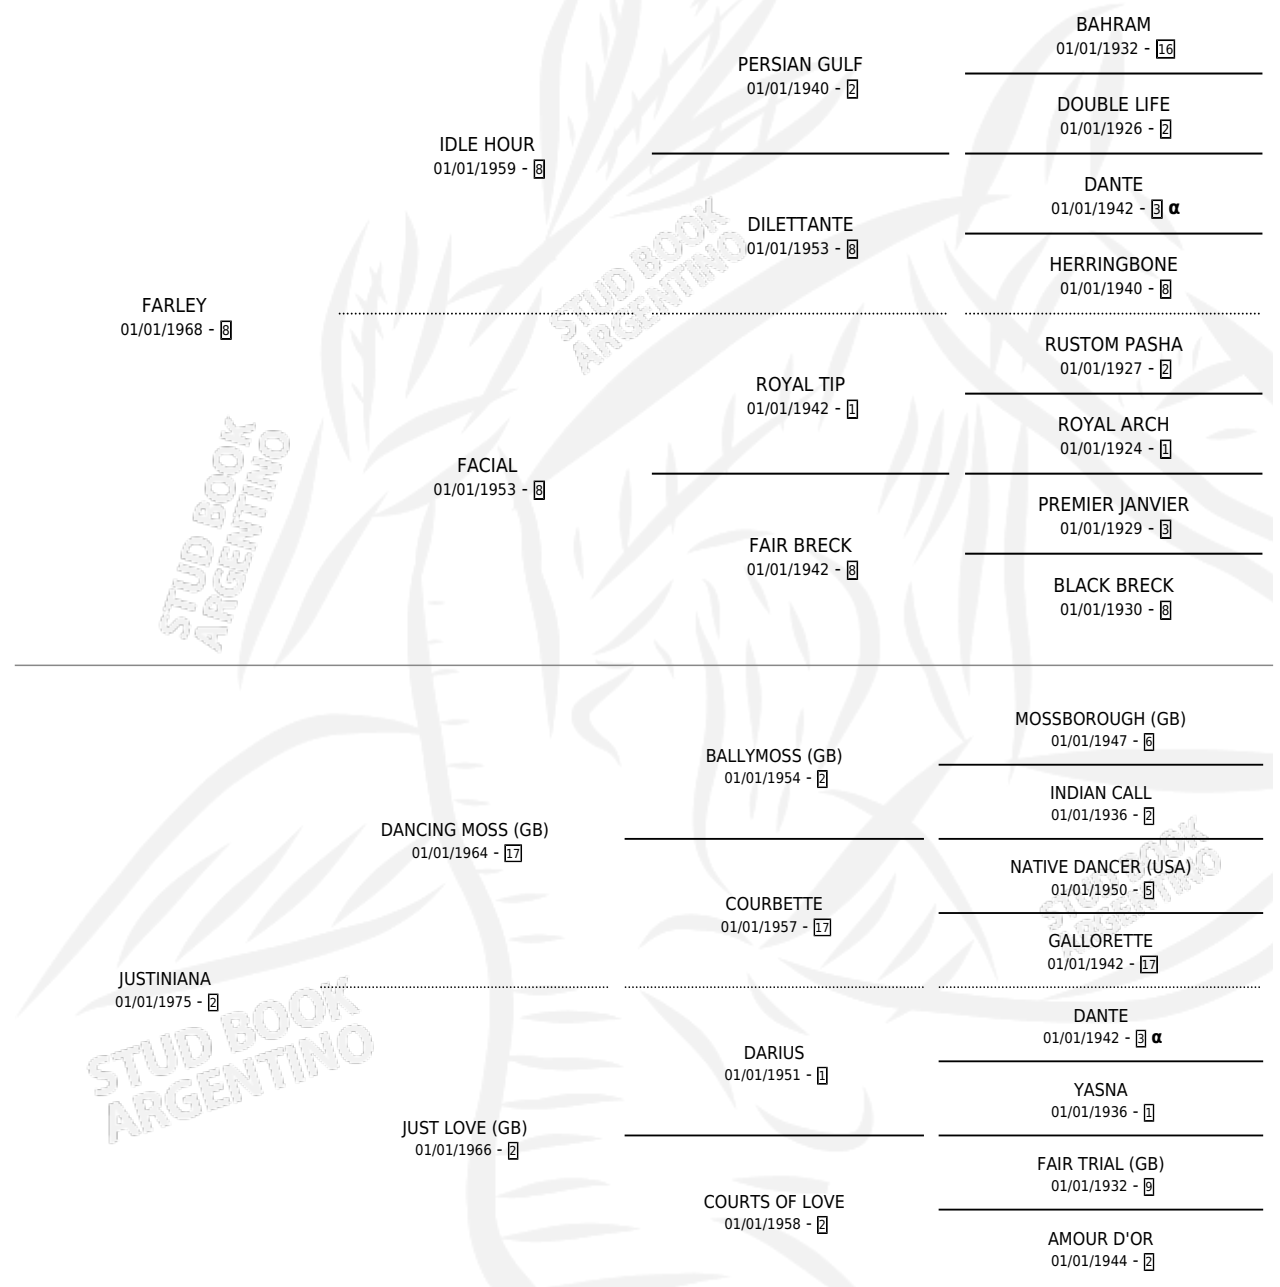 BAHRAM
01/01/1932 - 16
PERSIAN GULF
01/01/1940 - 2
DOUBLE LIFE
01/01/1926 - 2
IDLE HOUR
01/01/1959 - 8
DANTE
01/01/1942 - 3 α
DILETTANTE
01/01/1953 - 8
HERRINGBONE
01/01/1940 - 8
FARLEY
01/01/1968 - 8
RUSTOM PASHA
01/01/1927 - 2
ROYAL TIP
01/01/1942 - 1
ROYAL ARCH
01/01/1924 - 1
FACIAL
01/01/1953 - 8
PREMIER JANVIER
01/01/1929 - 3
FAIR BRECK
01/01/1942 - 8
BLACK BRECK
01/01/1930 - 8
MOSSBOROUGH (GB)
01/01/1947 - 6
BALLYMOSS (GB)
01/01/1954 - 2
INDIAN CALL
01/01/1936 - 2
DANCING MOSS (GB)
01/01/1964 - 17
NATIVE DANCER (USA)
01/01/1950 - 5
COURBETTE
01/01/1957 - 17
GALLORETTE
01/01/1942 - 17
JUSTINIANA
01/01/1975 - 2
DANTE
01/01/1942 - 3 α
DARIUS
01/01/1951 - 1
YASNA
01/01/1936 - 1
JUST LOVE (GB)
01/01/1966 - 2
FAIR TRIAL (GB)
01/01/1932 - 9
COURTS OF LOVE
01/01/1958 - 2
AMOUR D'OR
01/01/1944 - 2
STUD BOOK
ARGENTINO
STUD BOOK
ARGENTINO
STUD BOOK
ARGENTINO
STUD BOOK
ARGENTINO